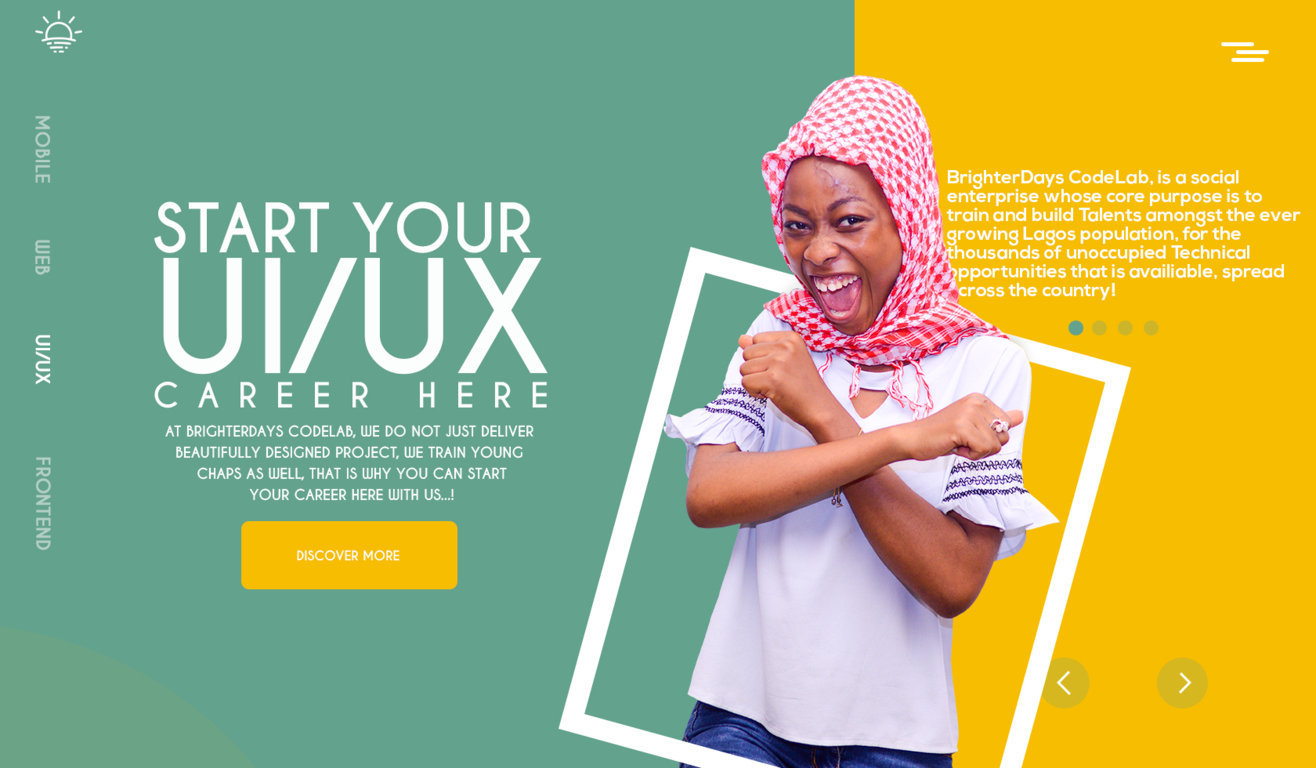 MOBILE
WEB
UI/UX
FRONTEND
START YOUR
UI/UX
CAREER HERE
AT BRIGHTERDAYS CODELAB, WE DO NOT JUST DELIVER
BEAUTIFULLY DESIGNED PROJECT, WE TRAIN YOUNG
CHAPS AS WELL, THAT IS WHY YOU CAN START
YOUR CAREER HERE WITH US...!
DISCOVER MORE
BrighterDays CodeLab, is a social
enterprise whose core purpose is to
train and build Talents amongst the ever
growing Lagos population, for the
thousands of unoccupied Technical
opportunities that is availiable, spread
across the country!